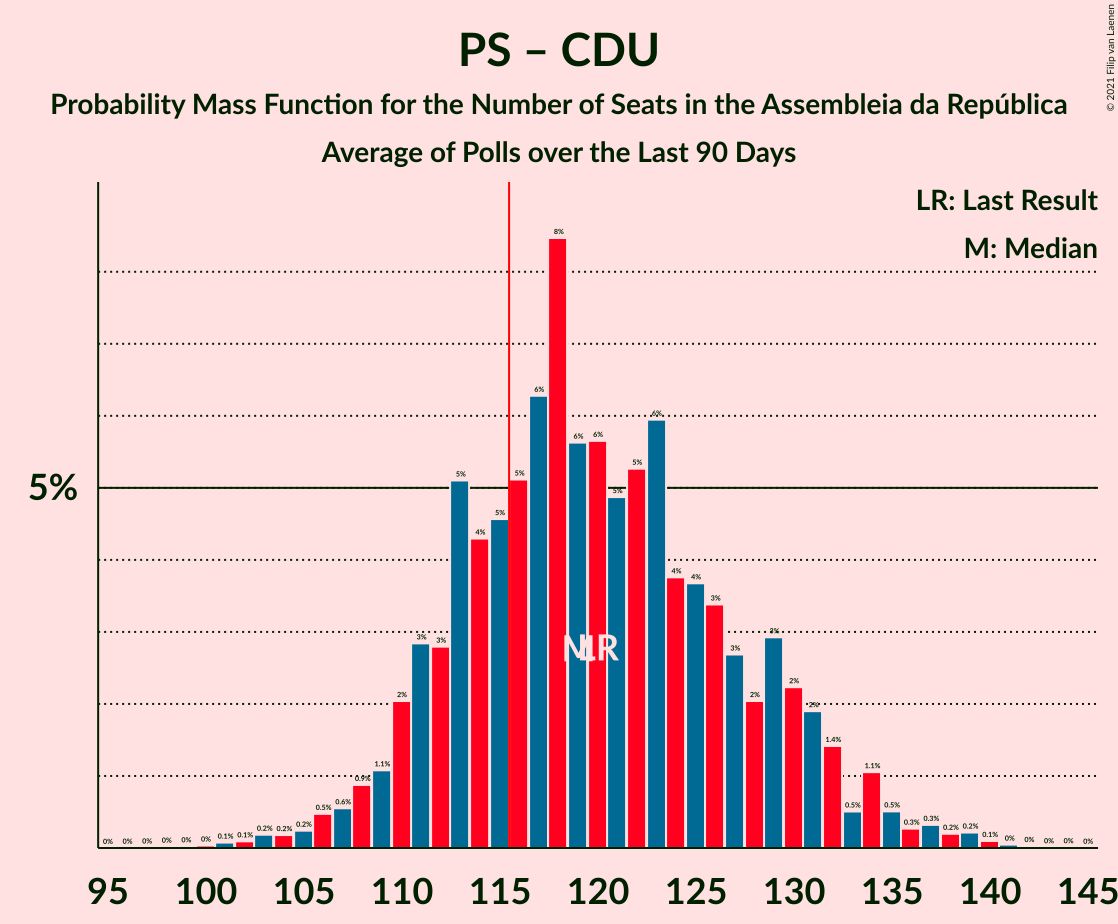 PS – CDU
Probability Mass Function for the Number of Seats in the Assembleia da República
Average of Polls over the Last 90 Days
© 2021 Filip van Laenen
LR: Last Result
M: Median
5%
0% 0% 0% 0% 0% 0% 0.1% 0.1% 0.2% 0.2% 0.2% 0.5% 0.6% 0.9% 1.1% 2% 3% 3% 5% 4% 5% 5% 6% 8% 6% 6% 5% 5% 6% 4% 4% 3% 3% 2% 3% 2% 2% 1.4% 0.5% 1.1% 0.5% 0.3% 0.3% 0.2% 0.2% 0.1% 0% 0% 0% 0% 0%
M LR
95 100 105 110 115 120 125 130 135 140 145